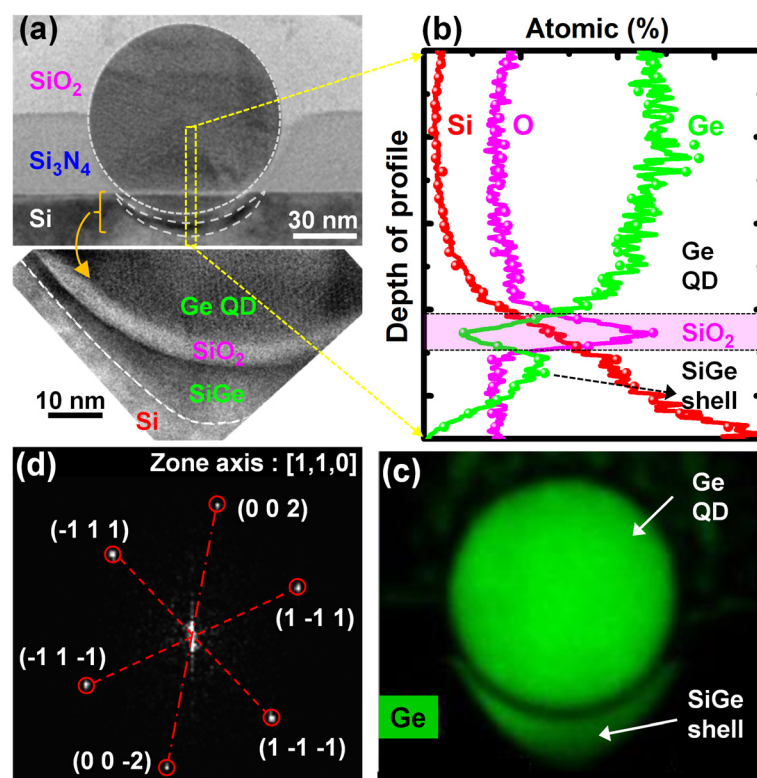 (a)
SiO2
Si3N4
Si
30 nm
Ge QD
SiO2
SiGe
Si
10 nm
(b)
Atomic (%)
Depth of profile
Si
O
Ge
Ge
QD
SiO2
SiGe
shell
(d)
Zone axis : [1,1,0]
(0 0 2)
(-1 1 1)
(1 -1 1)
(-1 1 -1)
(1 -1 -1)
(0 0 -2)
(c)
Ge
QD
SiGe
shell
Ge